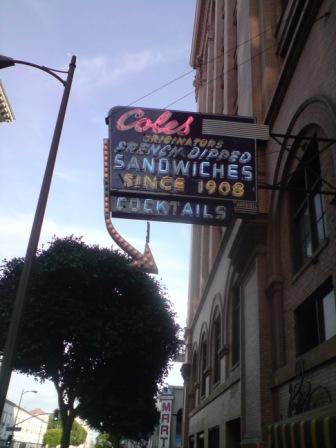 Coles
ORIGINATORS
FRENCH DIPPED
SANDWICHES
SINCE 1908
COCKTAILS